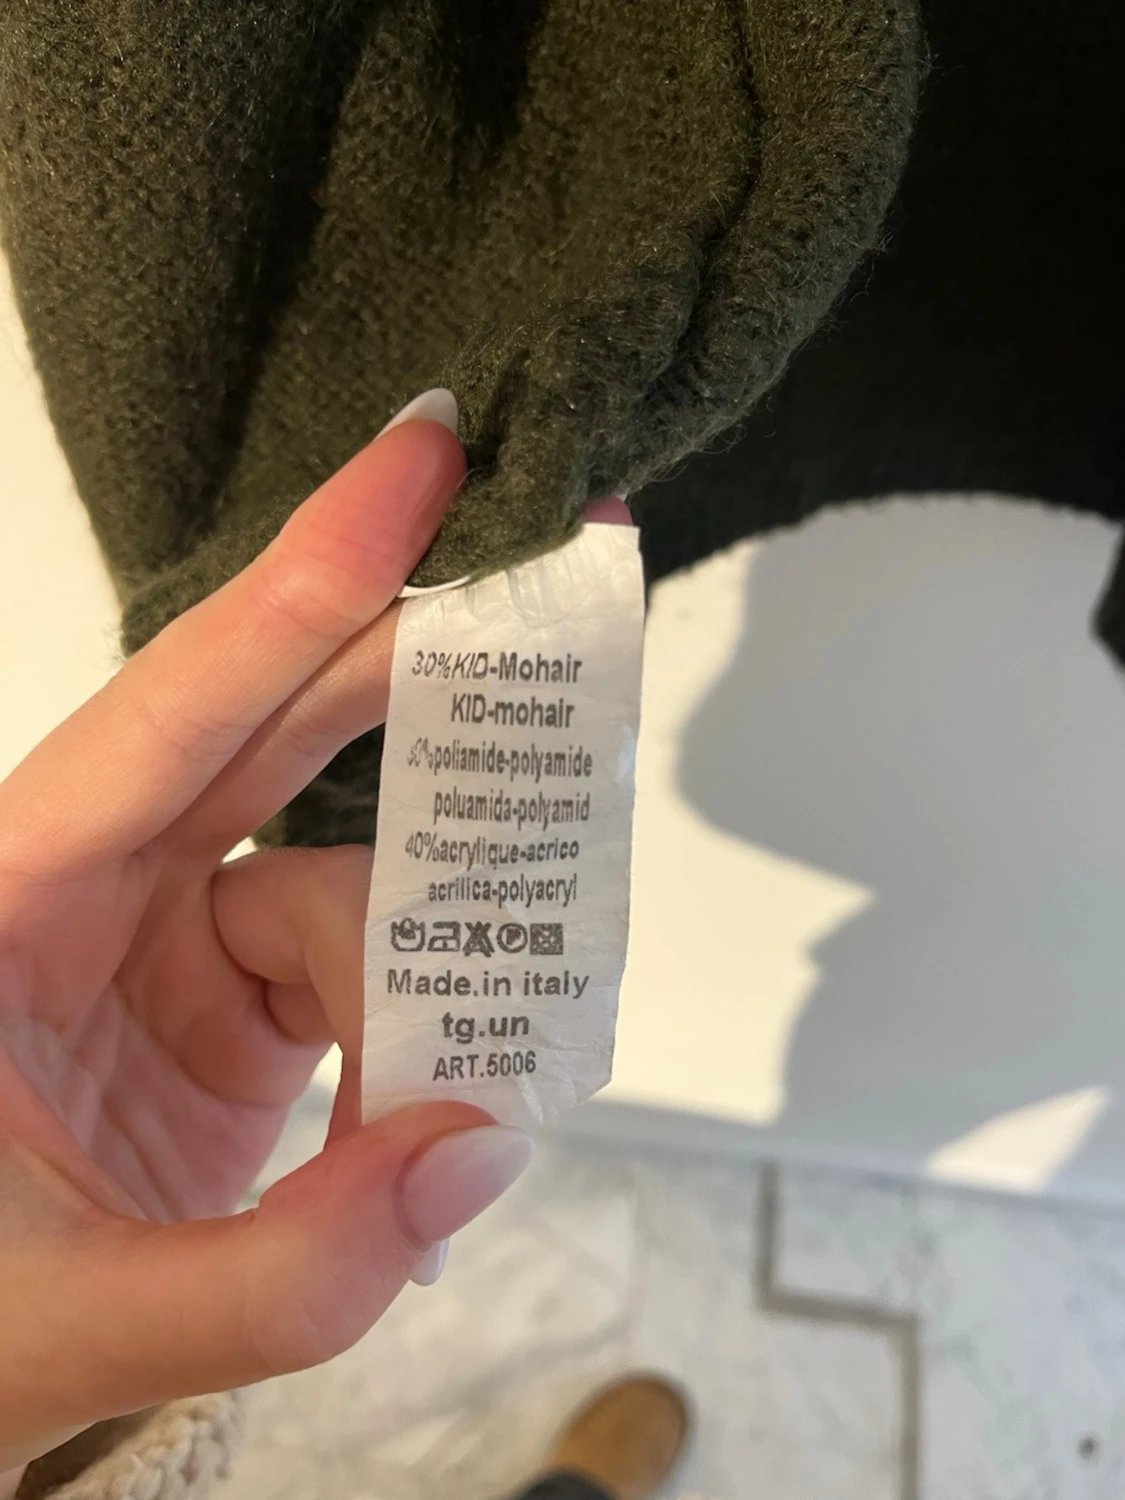 30%KID-Mohair
KID-mohair
30%poliamide-polyamide
poluamida-polyamid
40%acrylique-acrico
acrilica-polyacryl
Made.in italy
tg.un
ART.5006